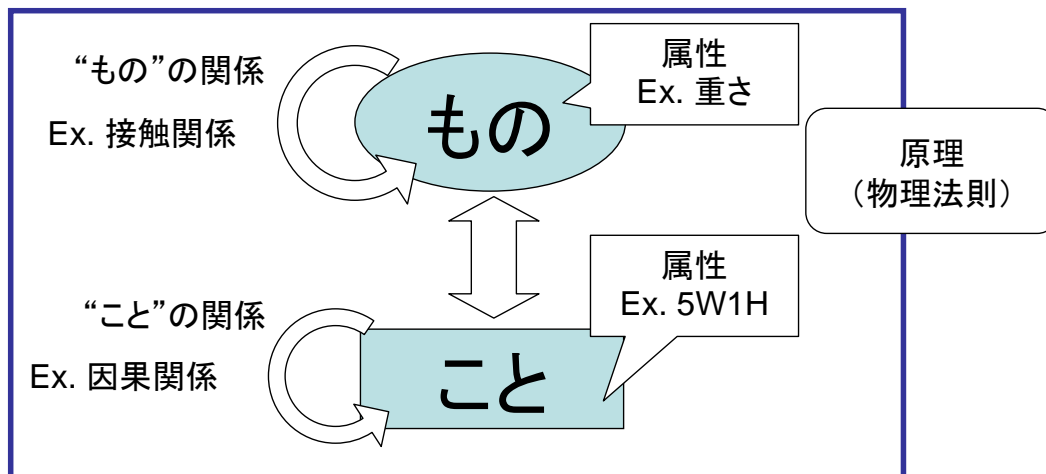 “もの”の関係
Ex. 接触関係
もの
属性
Ex. 重さ
原理
（物理法則）
“こと”の関係
Ex. 因果関係
こと
属性
Ex. 5W1H